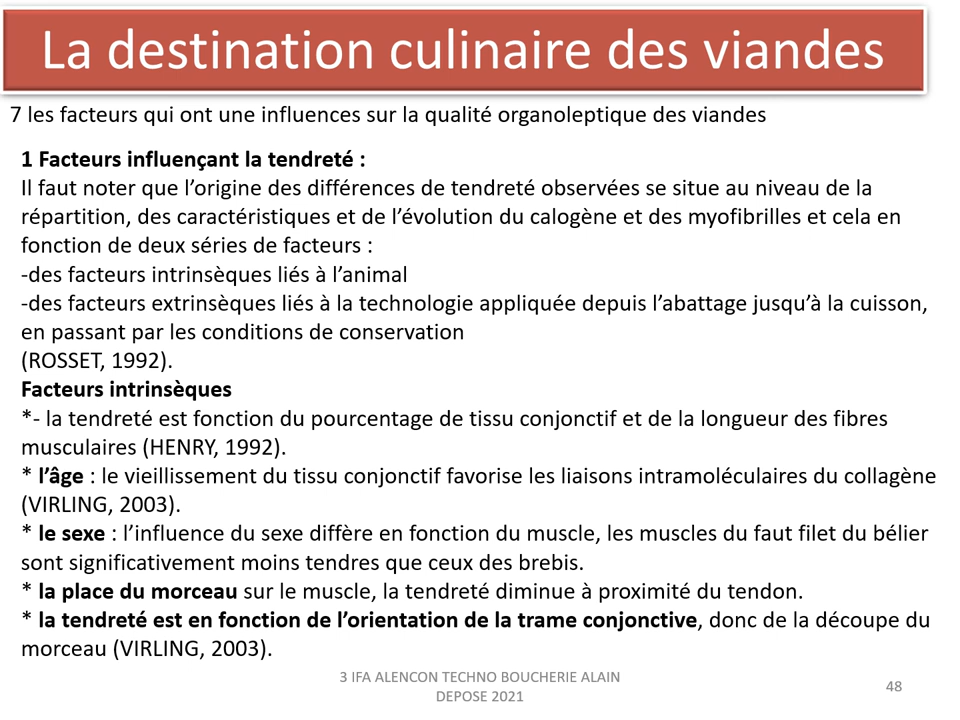 La destination culinaire des viandes
7 les facteurs qui ont une influences sur la qualité organoleptique des viandes
1 Facteurs influençant la tendreté :
Il faut noter que l’origine des différences de tendreté observées se situe au niveau de la
répartition, des caractéristiques et de l’évolution du calogène et des myofibrilles et cela en
fonction de deux séries de facteurs :
-des facteurs intrinsèques liés à l’animal
-des facteurs extrinsèques liés à la technologie appliquée depuis l’abattage jusqu’à la cuisson,
en passant par les conditions de conservation
(ROSSET, 1992).
Facteurs intrinsèques
*- la tendreté est fonction du pourcentage de tissu conjonctif et de la longueur des fibres
musculaires (HENRY, 1992).
* l’âge : le vieillissement du tissu conjonctif favorise les liaisons intramoléculaires du collagène
(VIRLING, 2003).
* le sexe : l’influence du sexe diffère en fonction du muscle, les muscles du faut filet du bélier
sont significativement moins tendres que ceux des brebis.
* la place du morceau sur le muscle, la tendreté diminue à proximité du tendon.
* la tendreté est en fonction de l’orientation de la trame conjonctive, donc de la découpe du
morceau (VIRLING, 2003).
3 IFA ALENCON TECHNO BOUCHERIE ALAIN
DEPOSE 2021
48